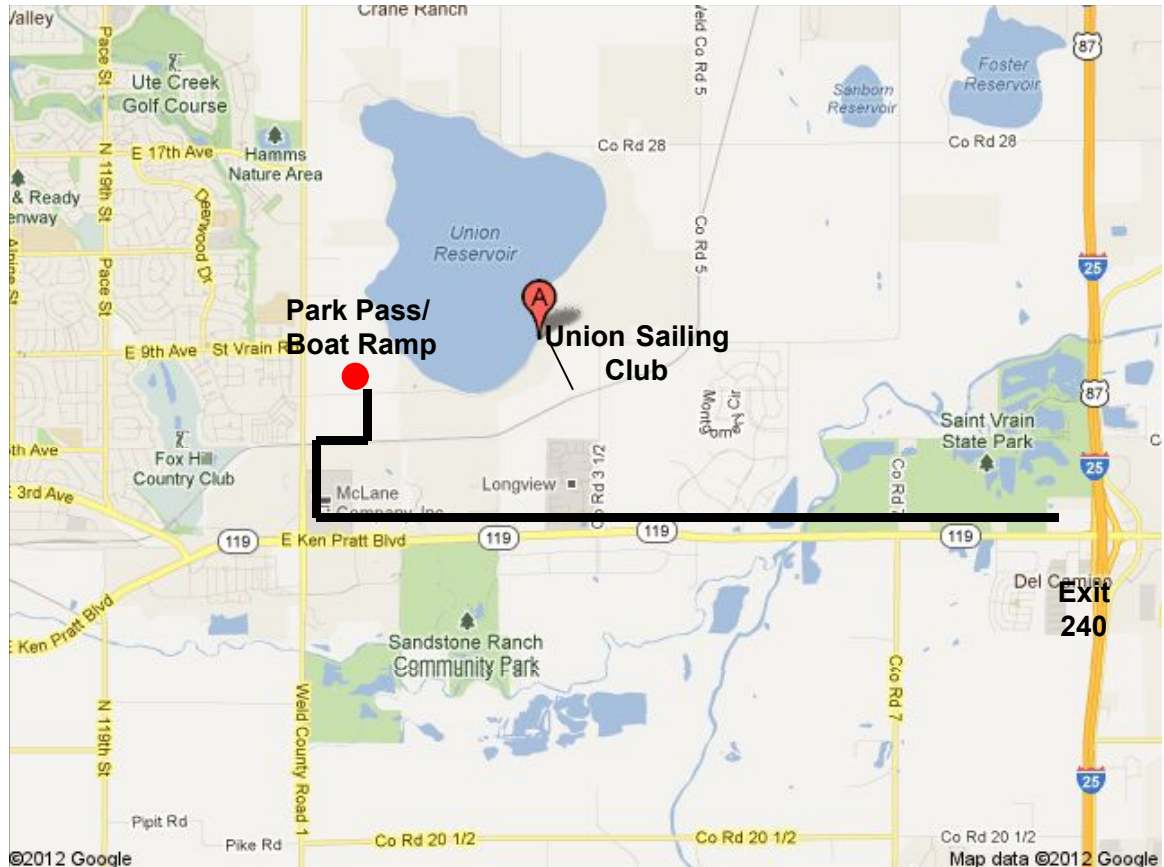 Valley
Crane Ranch
Pace St
Weld Co Rd 5
87
Ute Creek
Golf Course
Foster
Reservoir
Sanborn
Reservoir
N 119th St
E 17th Ave
Hamms
Nature Area
Co Rd 28
Co Rd 28
& Ready
Pace St
Deerwood Dr
Co Rd 5
Union
Reservoir
25
A
Park Pass/
Boat Ramp
Union Sailing
Club
E 9th Ave
St Vrain Rd
87
Saint Vrain
State Park
Fox Hill
Country Club
Longview
Co Rd 3 1/2
Co Rd 7
25
E 3rd Ave
McLane
Company, Inc
119
E Ken Pratt Blvd
119
119
119
Del Camino
Exit
240
E Ken Pratt Blvd
Sandstone Ranch
Community Park
Co Rd 7
N 119th St
Weld County Road 1
25
Pipit Rd
Pike Rd
Co Rd 20 1/2
Co Rd 20 1/2
Co Rd 20 1/2
©2012 Google
Map data ©2012 Google